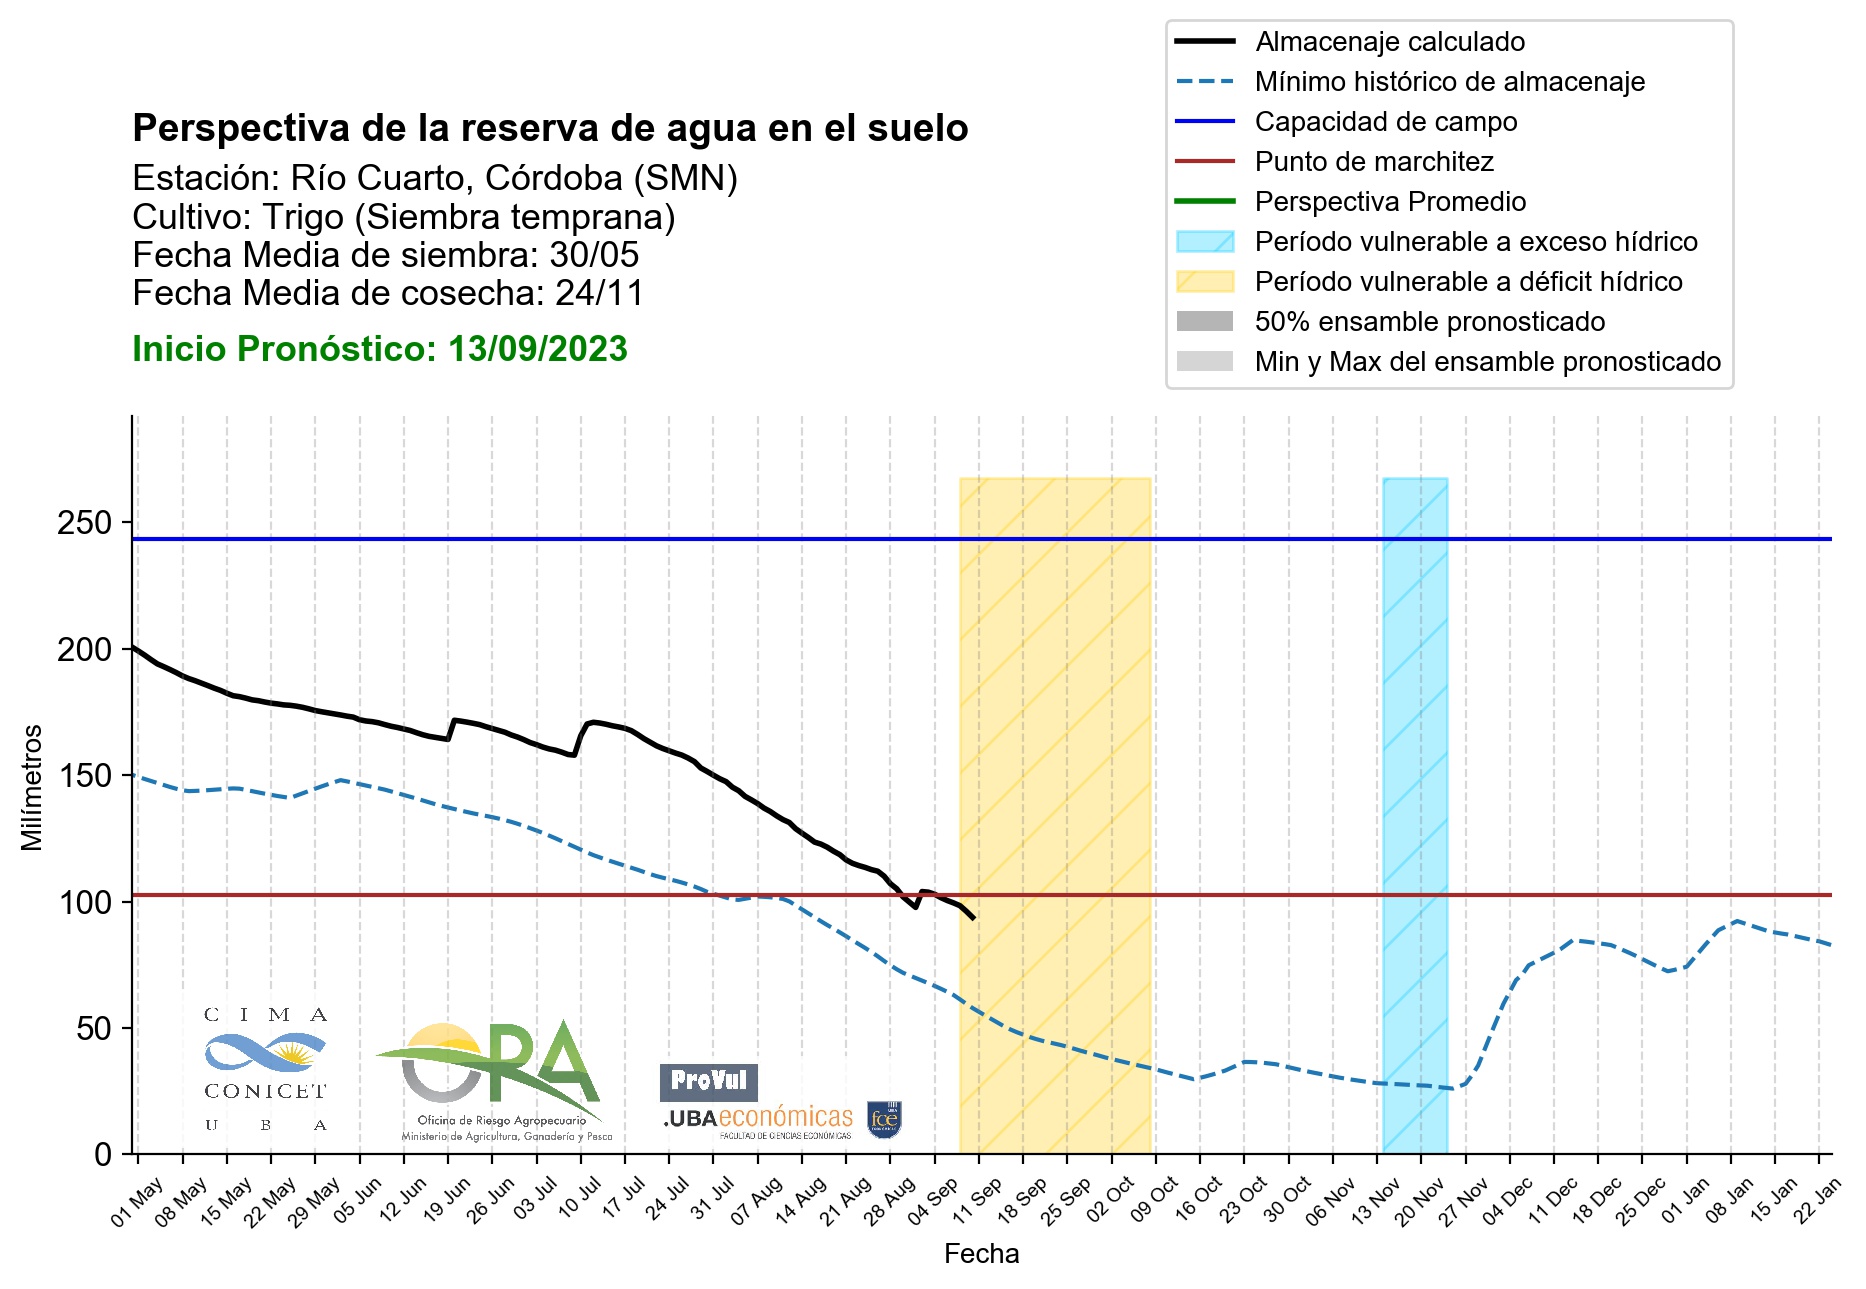 Almacenaje calculado
Mínimo histórico de almacenaje
Capacidad de campo
Punto de marchitez
Perspectiva Promedio
Período vulnerable a exceso hídrico
Período vulnerable a déficit hídrico
50% ensamble pronosticado
Min y Max del ensamble pronosticado
Perspectiva de la reserva de agua en el suelo
Estación: Río Cuarto, Córdoba (SMN)
Cultivo: Trigo (Siembra temprana)
Fecha Media de siembra: 30/05
Fecha Media de cosecha: 24/11
Inicio Pronóstico: 13/09/2023
Milímetros
250
200
150
100
50
0
CIMA
CONICET
UBA
ORA
Oficina de Riesgo Agropecuario
Ministerio de Agricultura, Ganadería y Pesca
ProVul
.UBAeconómicas
FACULTAD DE CIENCIAS ECONÓMICAS
fce
01 May
08 May
15 May
22 May
29 May
05 Jun
12 Jun
19 Jun
26 Jun
03 Jul
10 Jul
17 Jul
24 Jul
31 Jul
07 Aug
14 Aug
21 Aug
28 Aug
04 Sep
11 Sep
18 Sep
25 Sep
02 Oct
09 Oct
16 Oct
23 Oct
30 Oct
06 Nov
13 Nov
20 Nov
27 Nov
04 Dec
11 Dec
18 Dec
25 Dec
01 Jan
08 Jan
15 Jan
22 Jan
Fecha